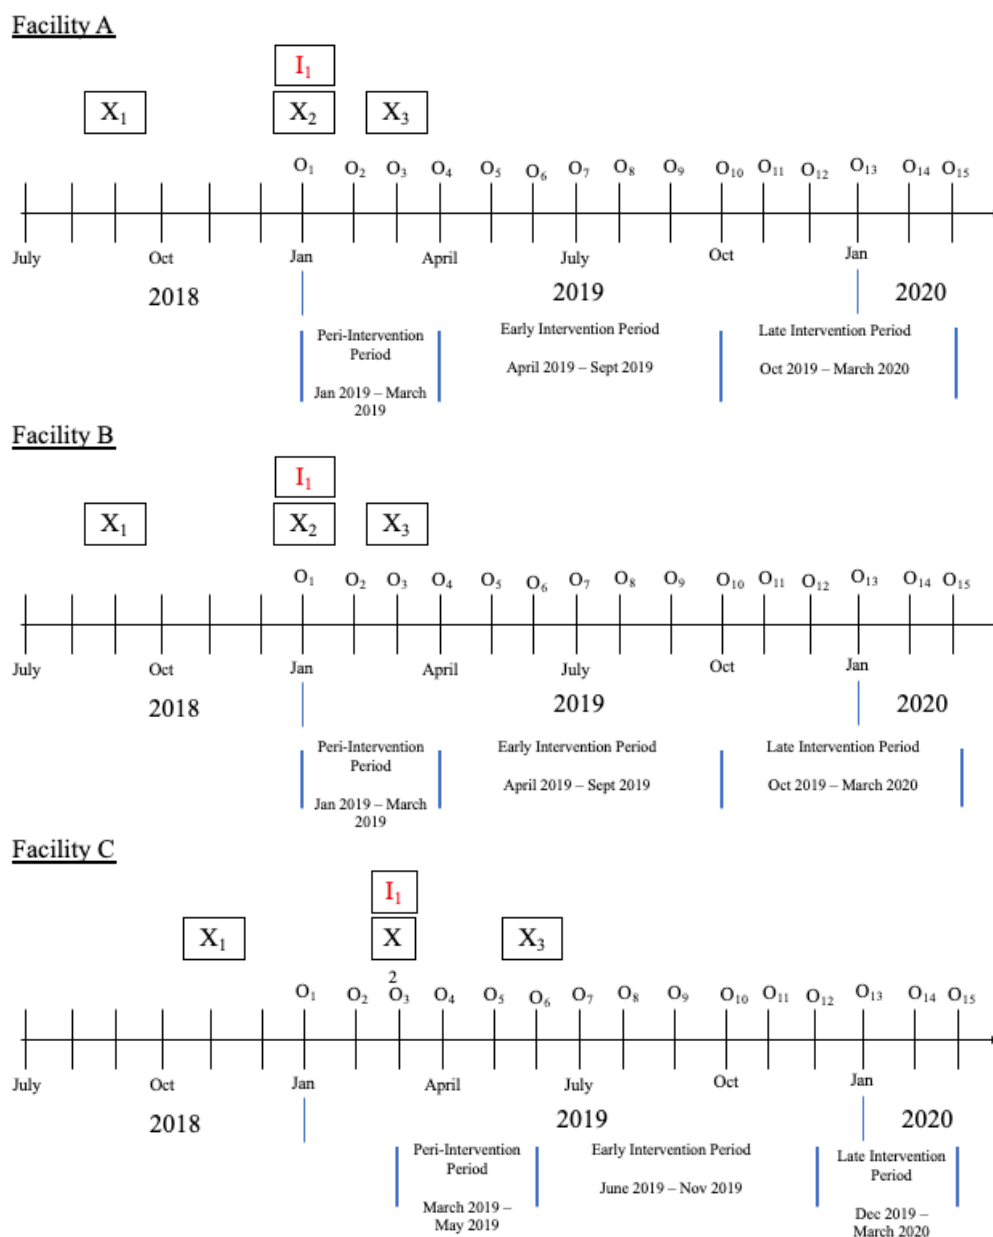 Facility A
I₁
X₁ X₂ X₃
O₁ O₂ O₃ O₄ O₅ O₆ O₇ O₈ O₉ O₁₀ O₁₁ O₁₂ O₁₃ O₁₄ O₁₅
July Oct Jan April July Oct Jan
2018 2019 2020
Peri-Intervention
Period
Jan 2019 – March
2019
Early Intervention Period
April 2019 – Sept 2019
Late Intervention Period
Oct 2019 – March 2020
Facility B
I₁
X₁ X₂ X₃
O₁ O₂ O₃ O₄ O₅ O₆ O₇ O₈ O₉ O₁₀ O₁₁ O₁₂ O₁₃ O₁₄ O₁₅
July Oct Jan April July Oct Jan
2018 2019 2020
Peri-Intervention
Period
Jan 2019 – March
2019
Early Intervention Period
April 2019 – Sept 2019
Late Intervention Period
Oct 2019 – March 2020
Facility C
I₁
X₁ X X₃
2
O₁ O₂ O₃ O₄ O₅ O₆ O₇ O₈ O₉ O₁₀ O₁₁ O₁₂ O₁₃ O₁₄ O₁₅
July Oct Jan April July Oct Jan
2018 2019 2020
Peri-Intervention
Period
March 2019 –
May 2019
Early Intervention Period
June 2019 – Nov 2019
Late Intervention
Period
Dec 2019 –
March 2020